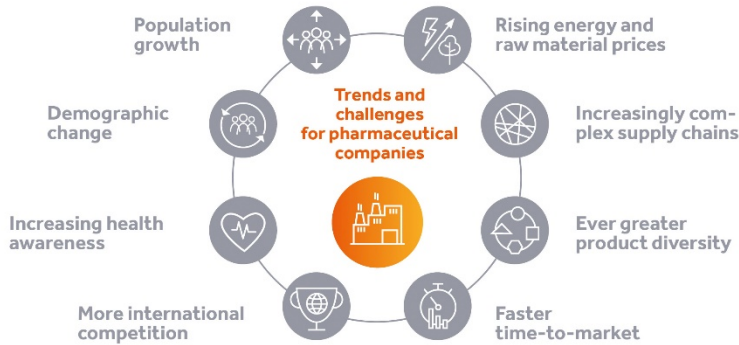 Population
growth
Rising energy and
raw material prices
Trends and
challenges
for pharmaceutical
companies
Demographic
change
Increasingly com-
plex supply chains
Increasing health
awareness
Ever greater
product diversity
More international
competition
Faster
time-to-market